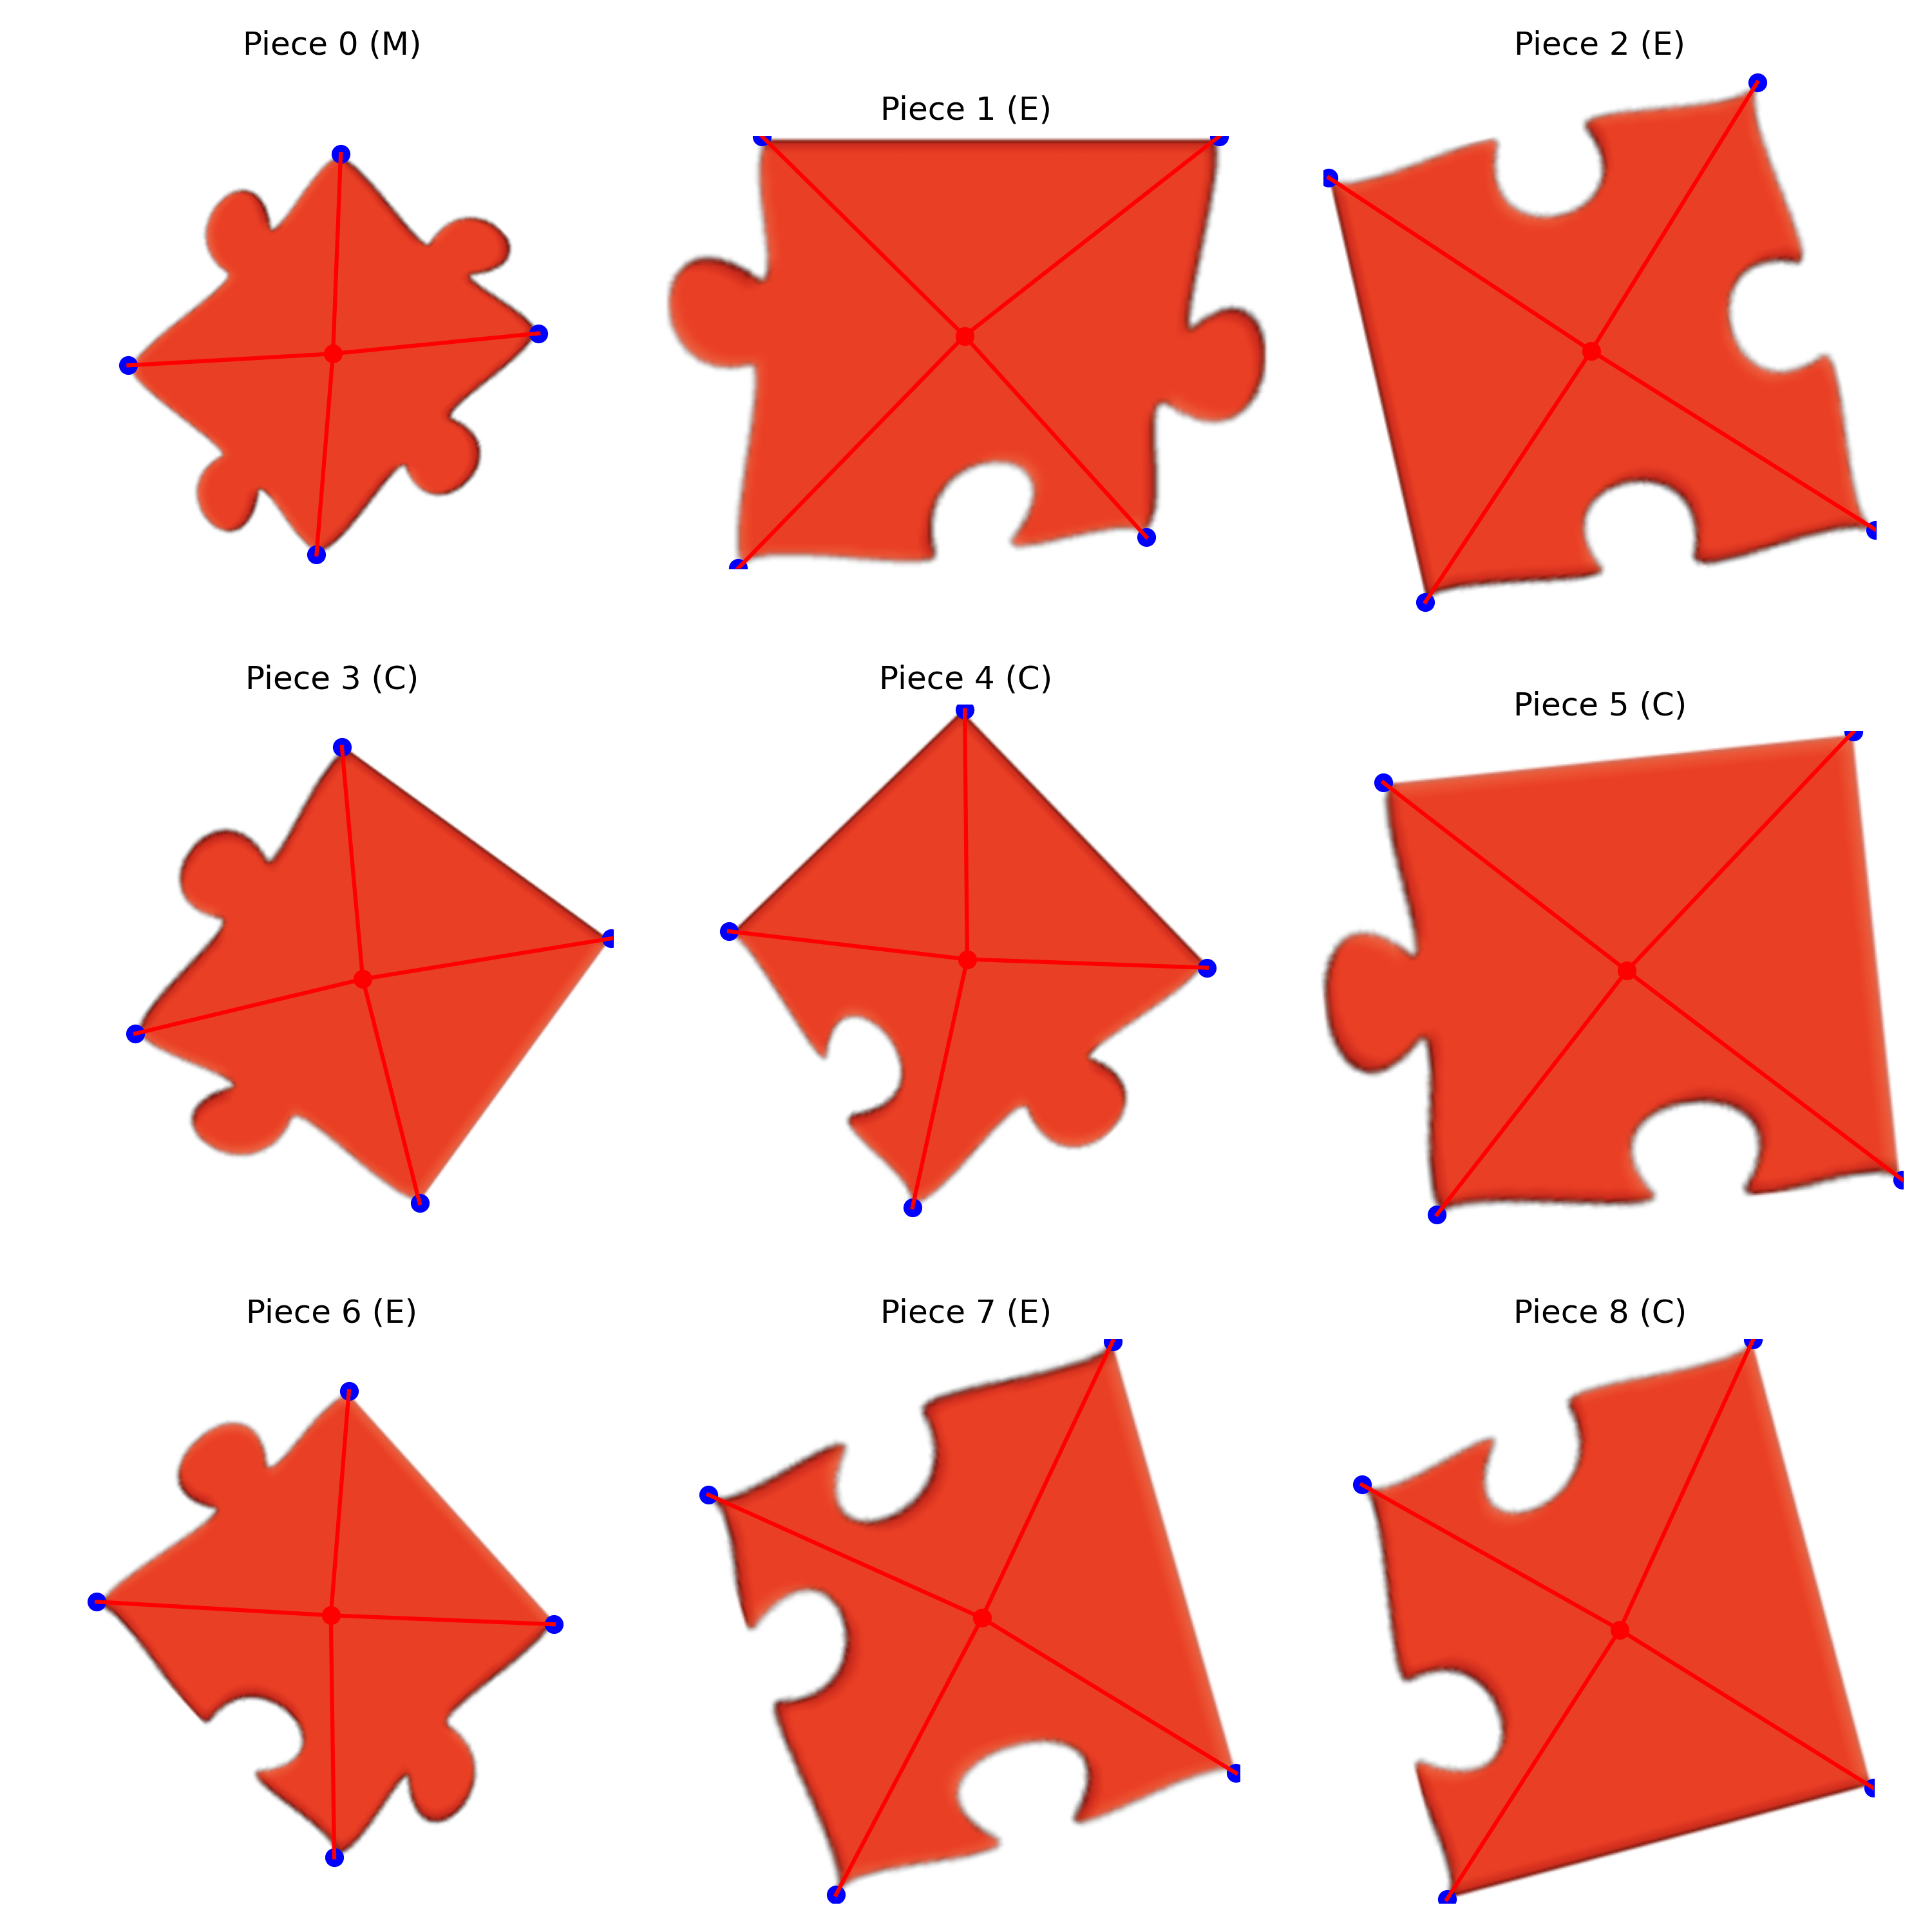 Piece 0 (M)
Piece 1 (E)
Piece 2 (E)
Piece 3 (C)
Piece 4 (C)
Piece 5 (C)
Piece 6 (E)
Piece 7 (E)
Piece 8 (C)